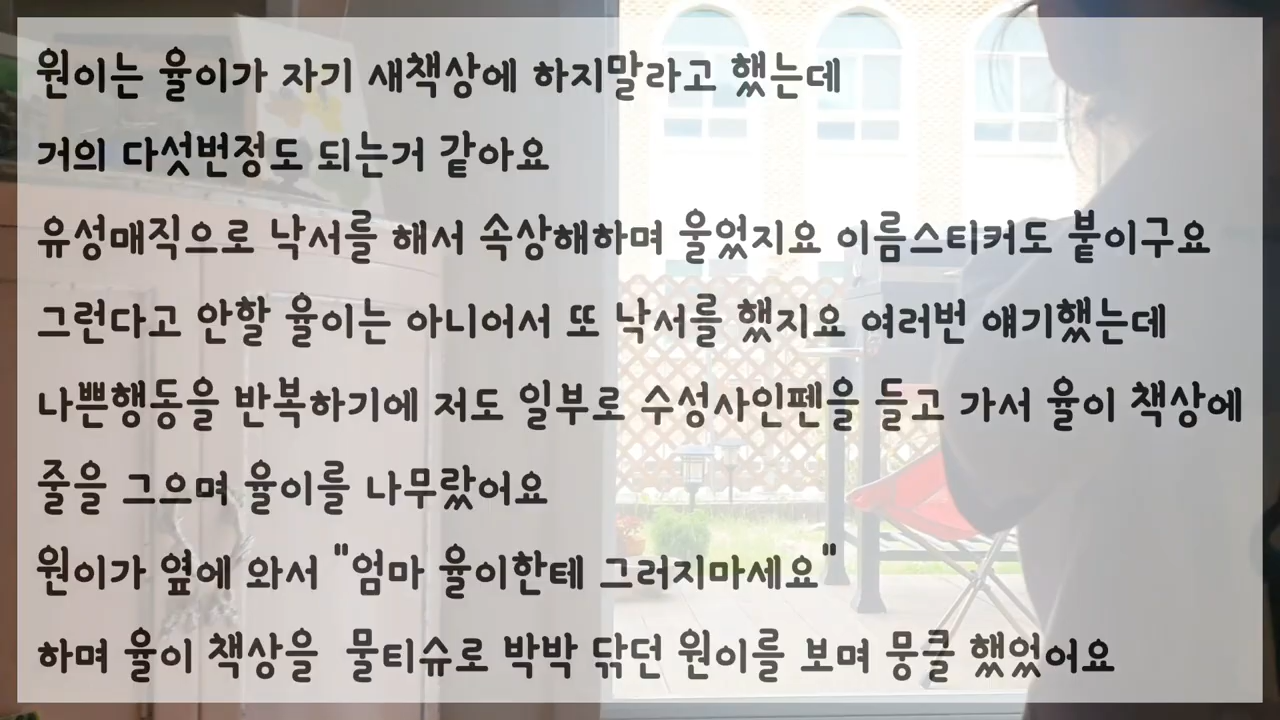 원이는 율이가 자기 새책상에 하지말라고 했는데
거의 다섯번정도 되는거 같아요
유성매직으로 낙서를 해서 속상해하며 울었지요 이름스티커도 붙이구요
그런다고 안할 율이는 아니어서 또 낙서를 했지요 여러번 얘기했는데
나쁜행동을 반복하기에 저도 일부로 수성사인펜을 들고 가서 율이 책상에
줄을 그으며 율이를 나무랐어요
원이가 옆에 와서 "엄마 율이한테 그러지마세요"
하며 율이 책상을 물티슈로 박박 닦던 원이를 보며 뭉클 했었어요